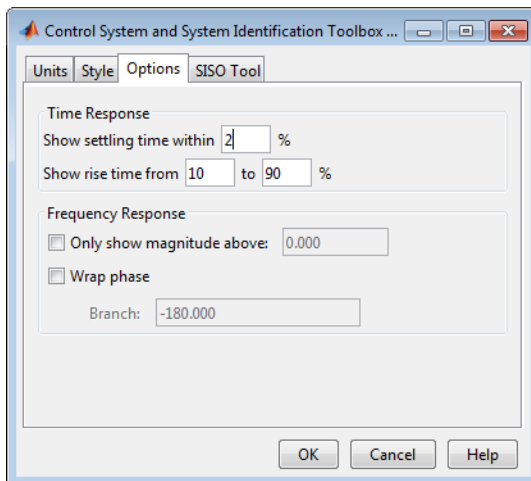 Control System and System Identification Toolbox ...
Units Style Options SISO Tool
Time Response
Show settling time within 2 %
Show rise time from 10 to 90 %
Frequency Response
Only show magnitude above: 0.000
Wrap phase
Branch: -180.000
OK Cancel Help